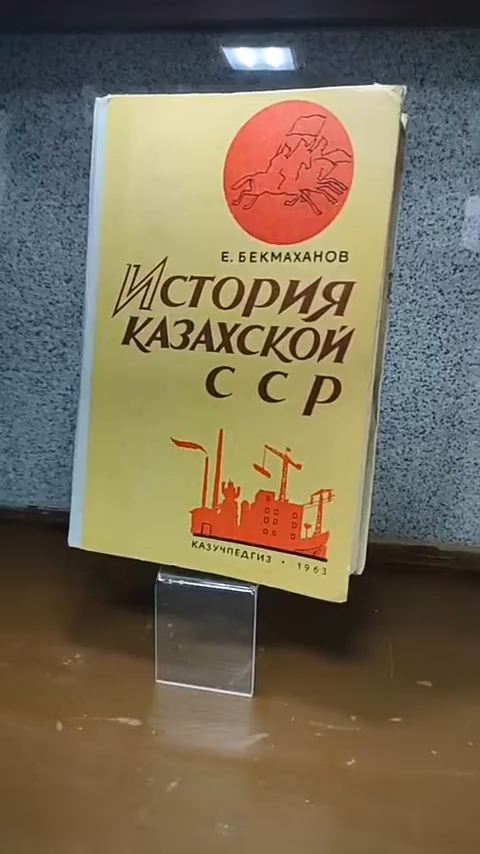 Е. БЕКМАХАНОВ
ИСТОРИЯ
КАЗАХСКОЙ
ССР
КАЗУЧПЕДГИЗ • 1963